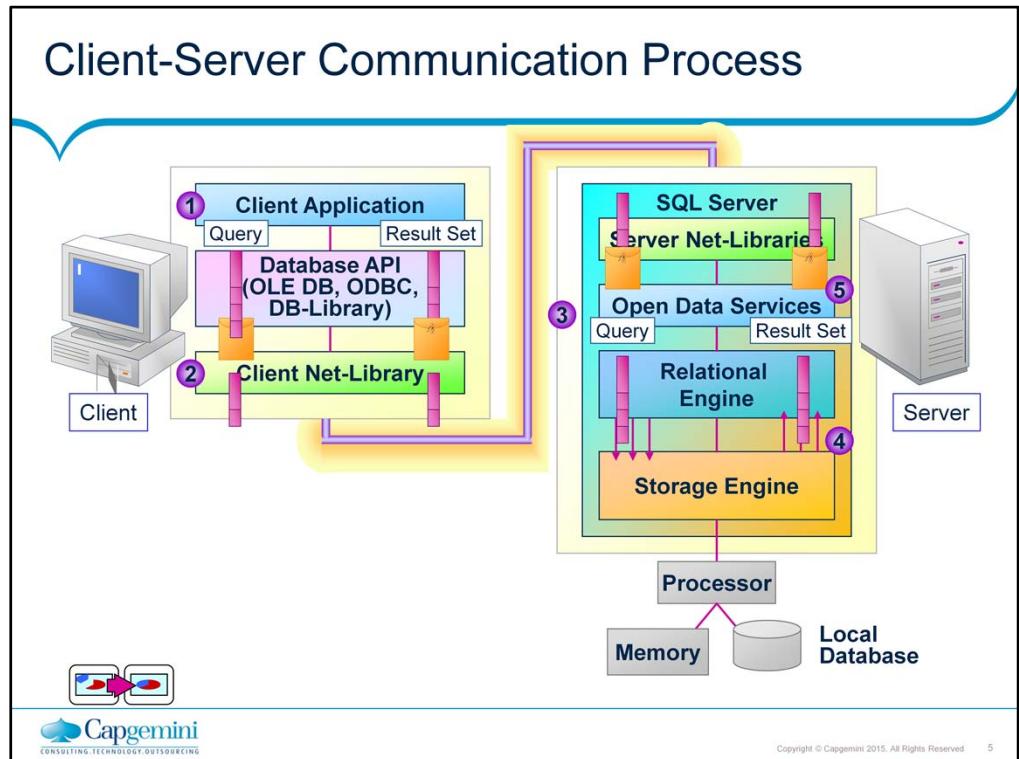 Client-Server Communication Process
1
Client Application
Query
Result Set
Database API
(OLE DB, ODBC,
DB-Library)
2
Client Net-Library
Client
SQL Server
Server Net-Libraries
5
3
Open Data Services
Query
Result Set
Relational
Engine
4
Storage Engine
Server
Processor
Memory
Local
Database
Capgemini
CONSULTING.TECHNOLOGY.OUTSOURCING
Copyright © Capgemini 2015. All Rights Reserved 5